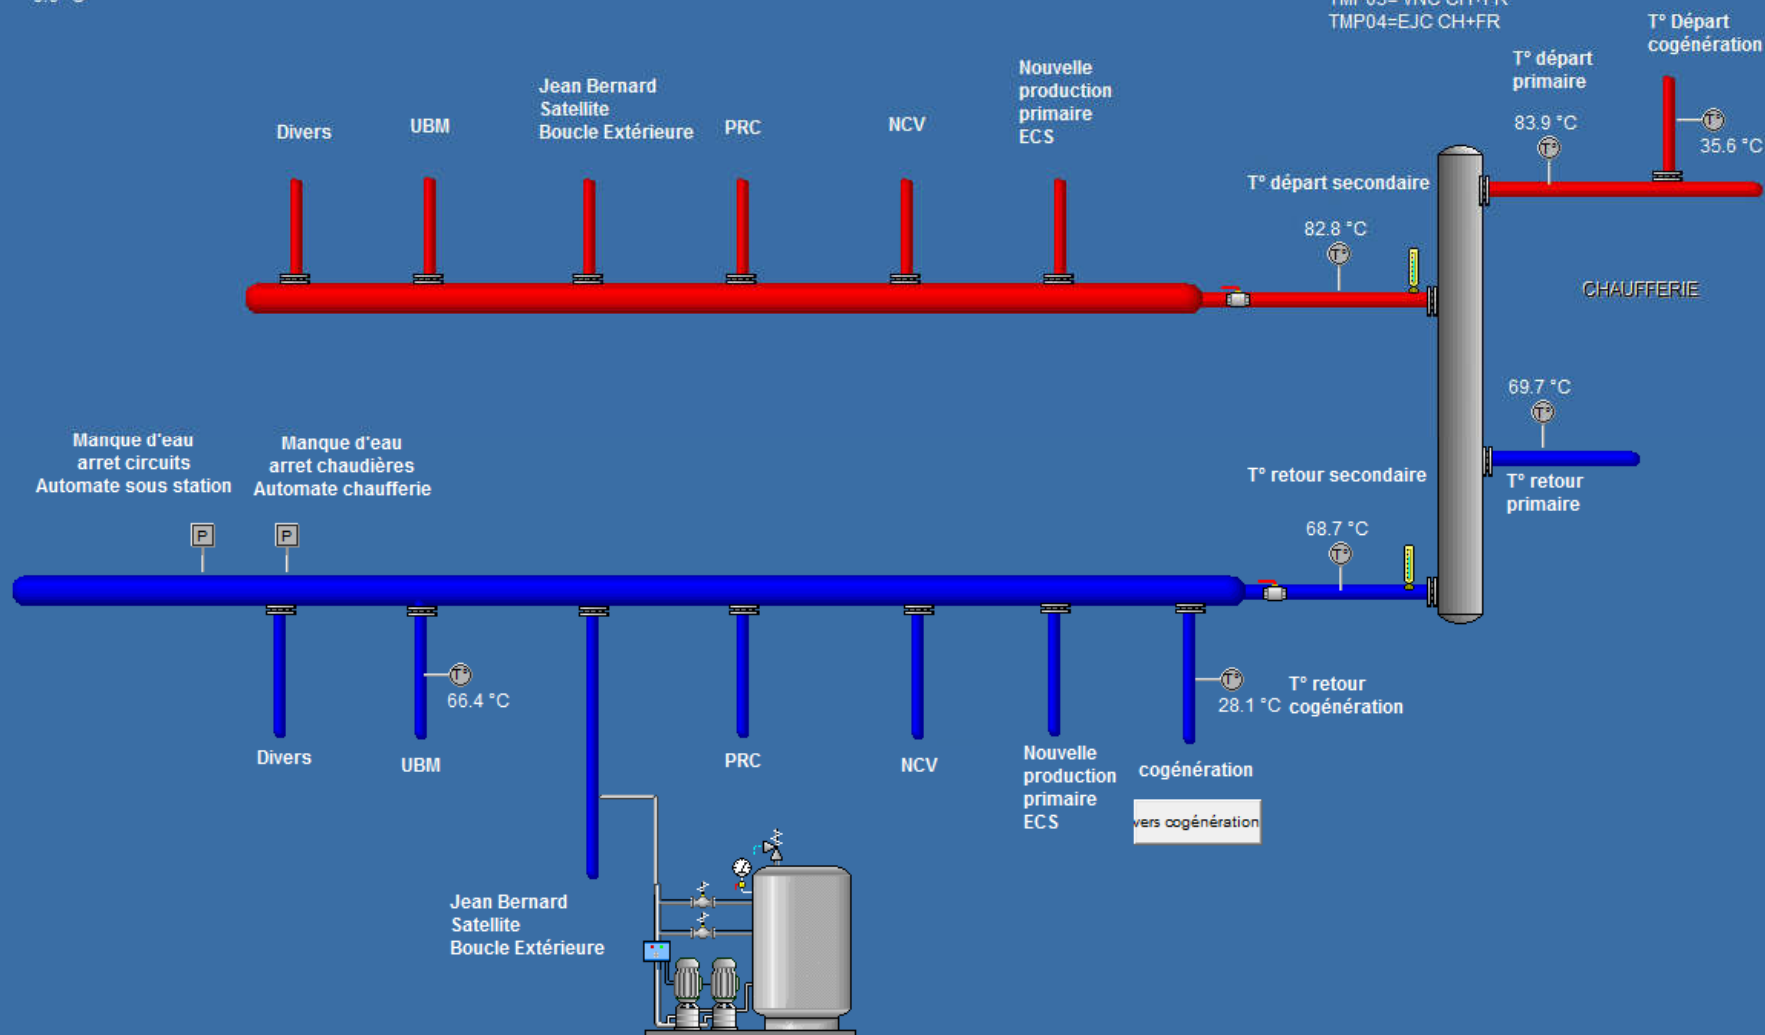 TMP04=EJC CH+FR
T° Départ
cogénération
T° départ
primaire
83.9 °C
T°
T°
35.6 °C
Divers
UBM
Jean Bernard
Satellite
Boucle Extérieure
PRC
NCV
Nouvelle
production
primaire
ECS
T° départ secondaire
82.8 °C
T°
CHAUFFERIE
69.7 °C
T°
T° retour
primaire
Manque d'eau
arret circuits
Automate sous station
Manque d'eau
arret chaudières
Automate chaufferie
P
P
T° retour secondaire
68.7 °C
T°
T°
66.4 °C
T°
28.1 °C
T° retour
cogénération
Divers
UBM
PRC
NCV
Nouvelle
production
primaire
ECS
cogénération
vers cogénération
Jean Bernard
Satellite
Boucle Extérieure